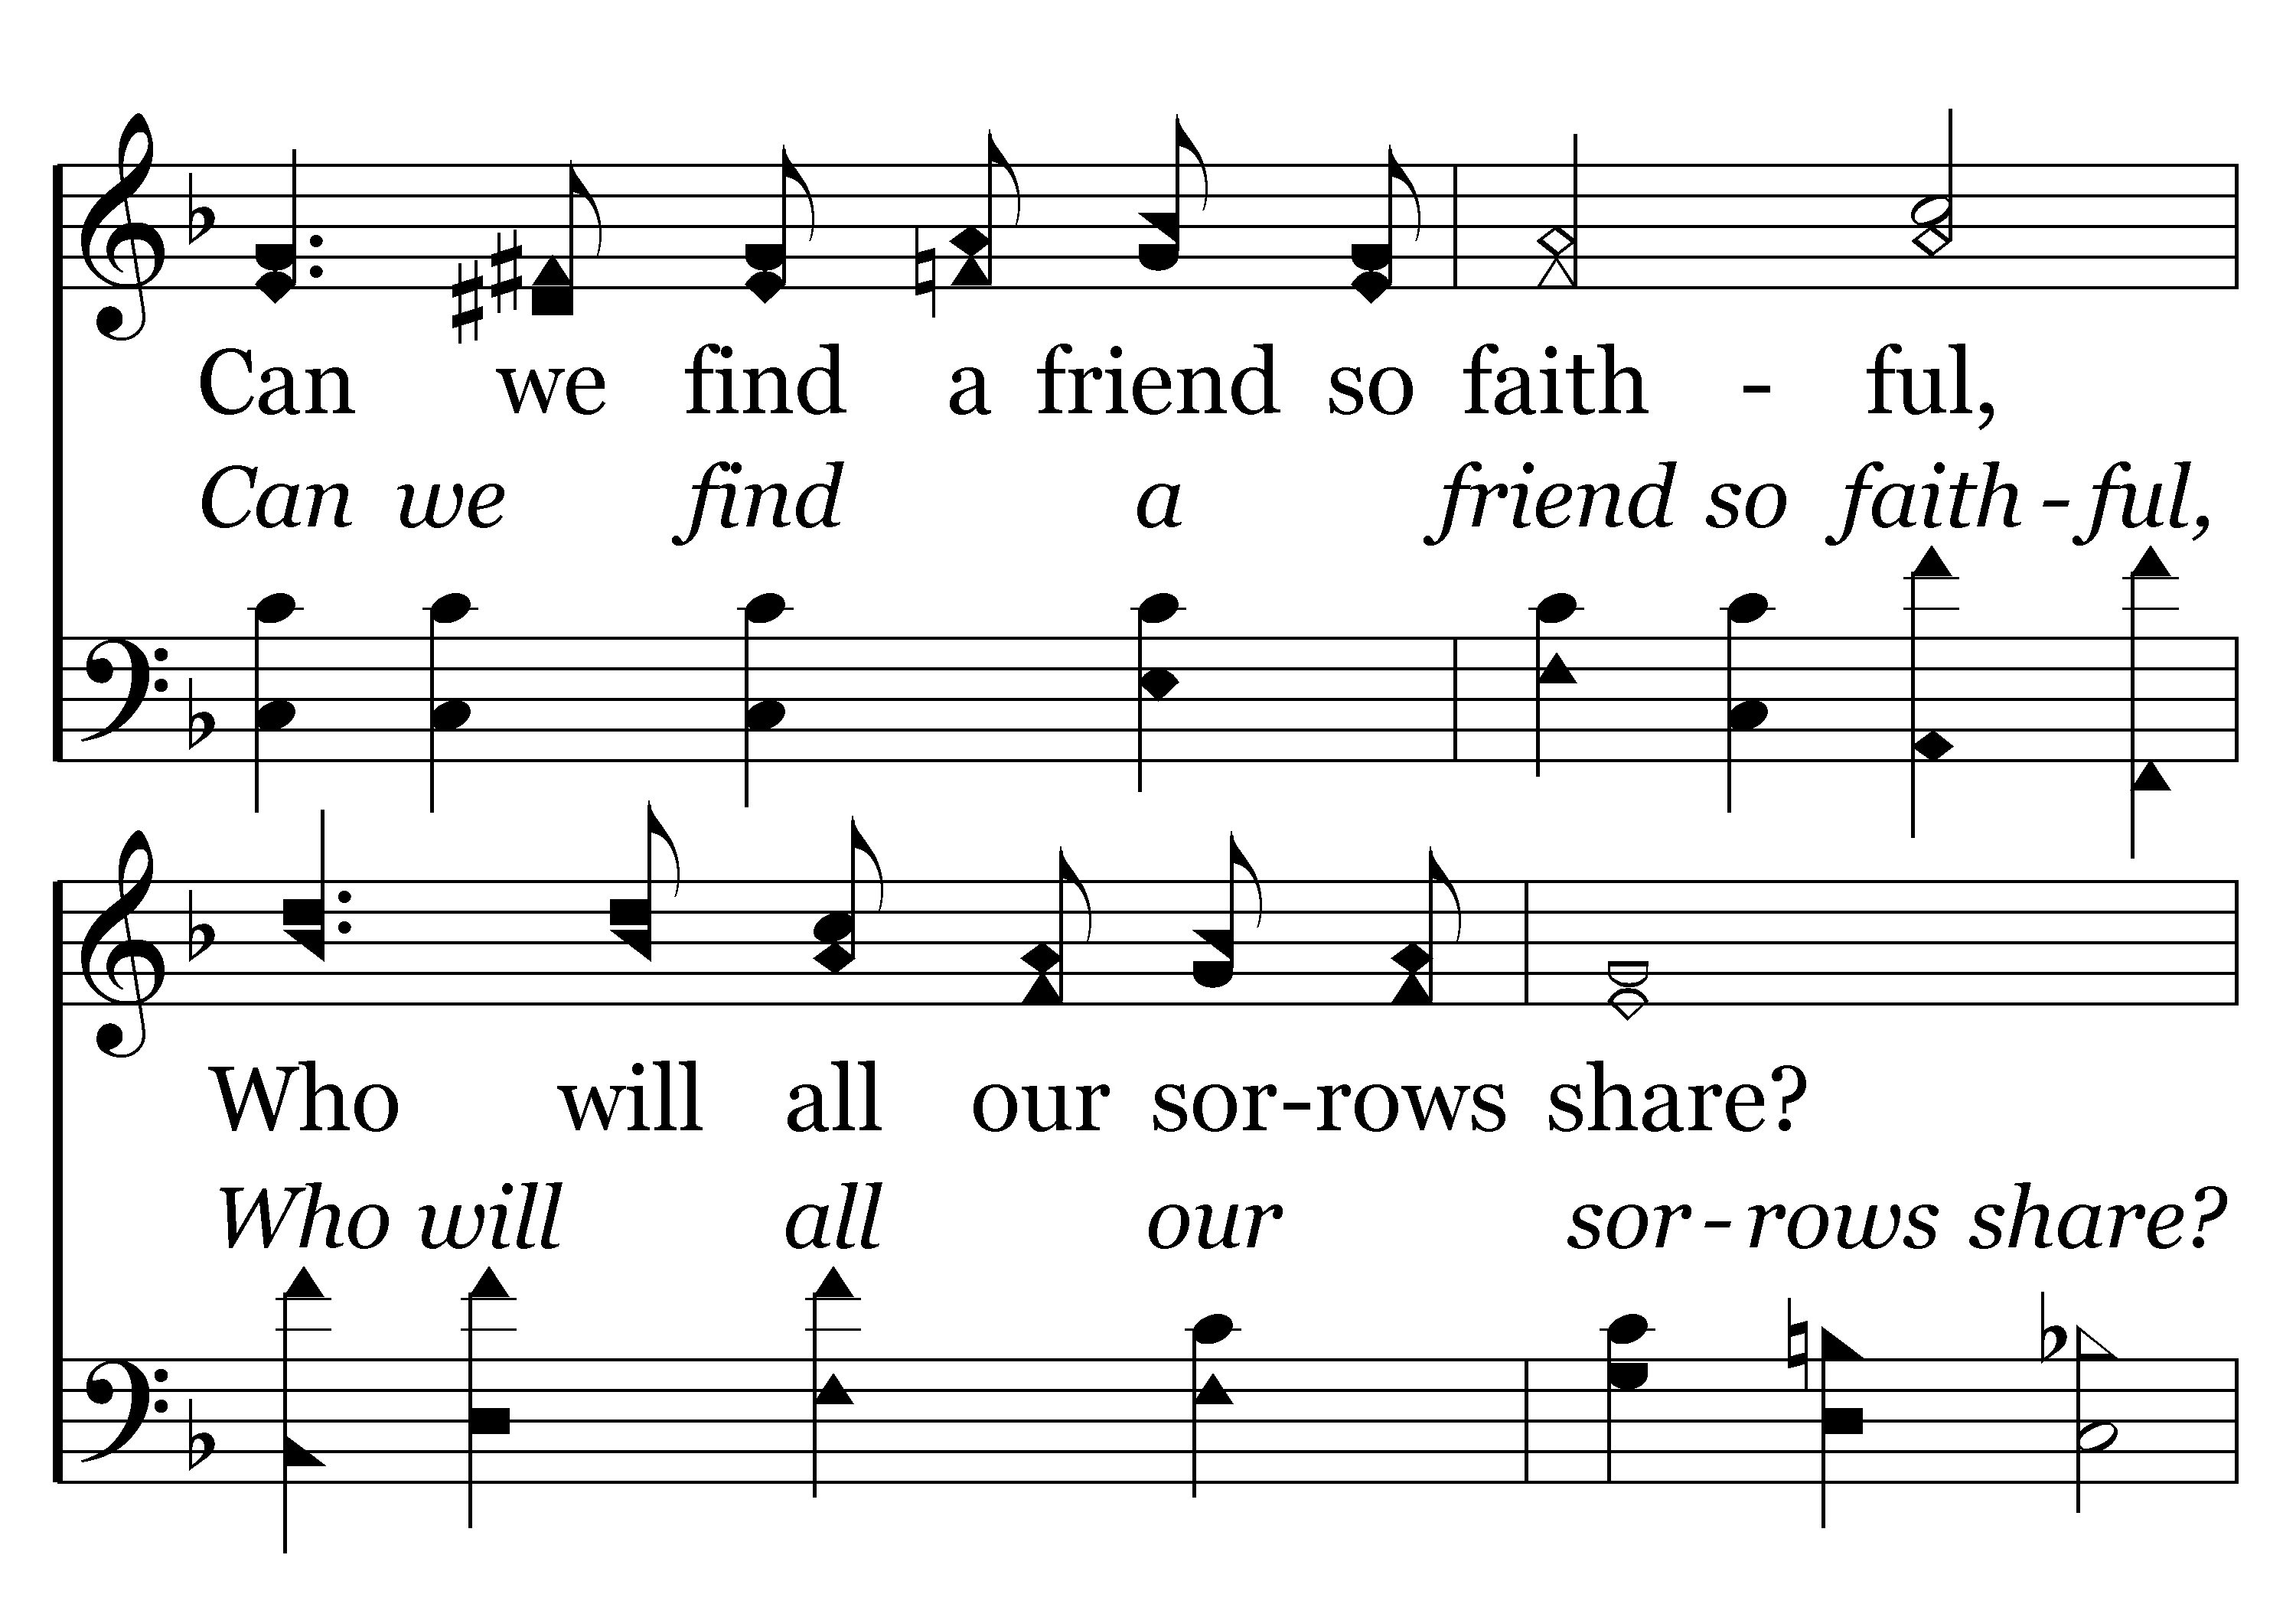 Can we find a friend so faith - ful,
Can we find a friend so faith - ful,
Who will all our sor-rows share?
Who will all our sor - rows share?